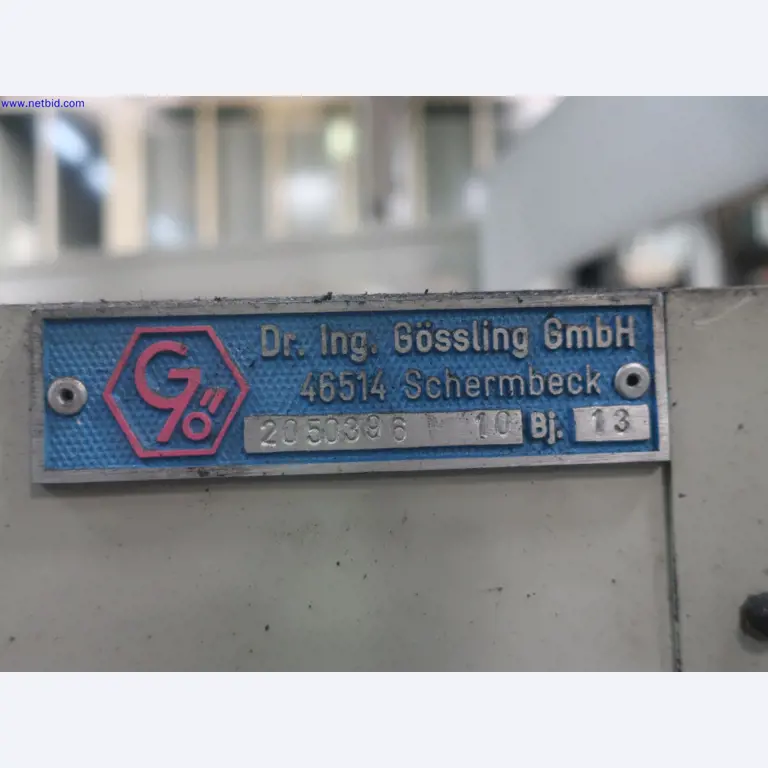 www.netbid.com
Dr. Ing. Gössling GmbH
46514 Schermbeck
2050396 10 Bj. 13